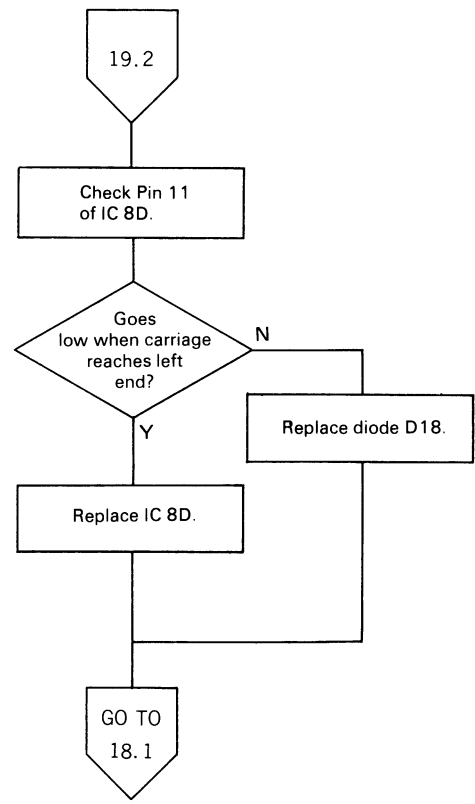 19.2
Check Pin 11
of IC 8D.
Goes
low when carriage
reaches left
end?
N
Y
Replace diode D18.
Replace IC 8D.
GO TO
18.1